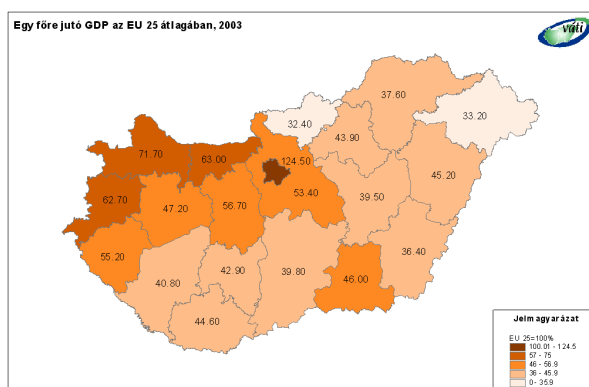 Egy főre jutó GDP az EU 25 átlagában, 2003
váti
37.60
32.40
33.20
43.90
71.70
63.00
124.50
45.20
62.70
47.20
56.70
53.40
39.50
55.20
36.40
40.80
42.90
39.80
46.00
44.60
Jelmagyarázat
EU 25=100%
100.01 - 124.5
57 - 75
46 - 56.9
36 - 45.9
0 - 35.9